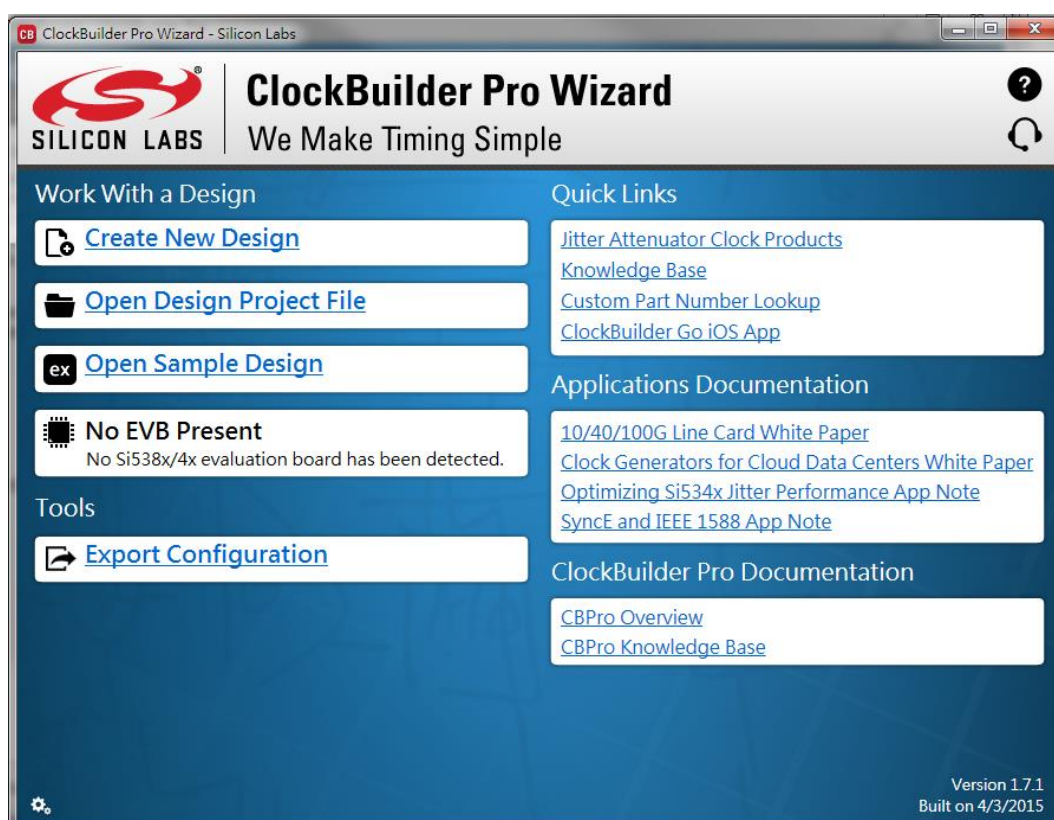 CB ClockBuilder Pro Wizard - Silicon Labs
SILICON LABS
®
ClockBuilder Pro Wizard
We Make Timing Simple
?
Work With a Design
Create New Design
Open Design Project File
ex Open Sample Design
No EVB Present
No Si538x/4x evaluation board has been detected.
Tools
Export Configuration
Quick Links
Jitter Attenuator Clock Products
Knowledge Base
Custom Part Number Lookup
ClockBuilder Go iOS App
Applications Documentation
10/40/100G Line Card White Paper
Clock Generators for Cloud Data Centers White Paper
Optimizing Si534x Jitter Performance App Note
SyncE and IEEE 1588 App Note
ClockBuilder Pro Documentation
CBPro Overview
CBPro Knowledge Base
Version 1.7.1
Built on 4/3/2015